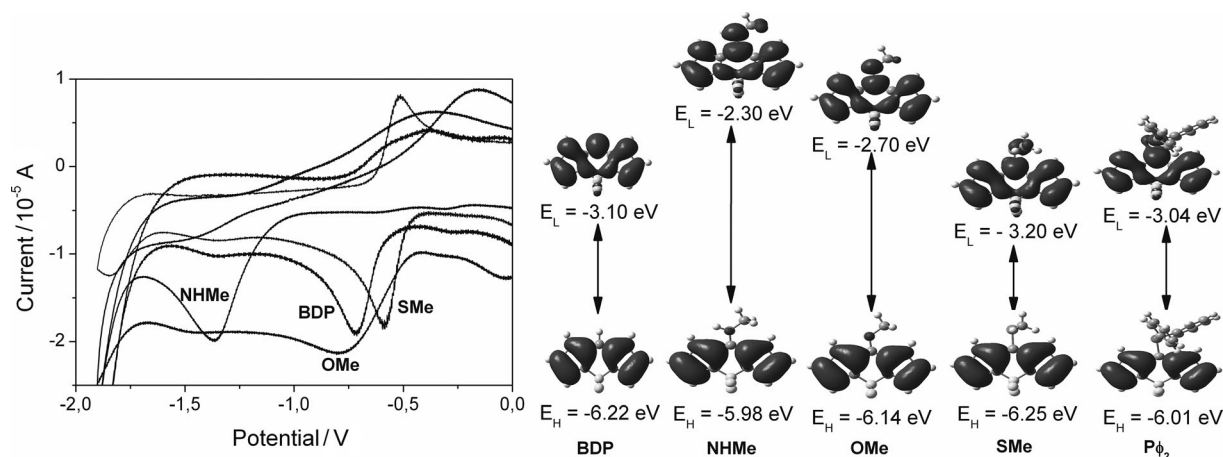 Current / 10⁻⁵ A
1
0
-1
-2
NHMe
BDP
SMe
OMe
-2,0
-1,5
-1,0
-0,5
0,0
Potential / V
E_L = -3.10 eV
E_H = -6.22 eV
BDP
E_L = -2.30 eV
E_H = -5.98 eV
NHMe
E_L = -2.70 eV
E_H = -6.14 eV
OMe
E_L = - 3.20 eV
E_H = -6.25 eV
SMe
E_L = -3.04 eV
E_H = -6.01 eV
Pϕ₂